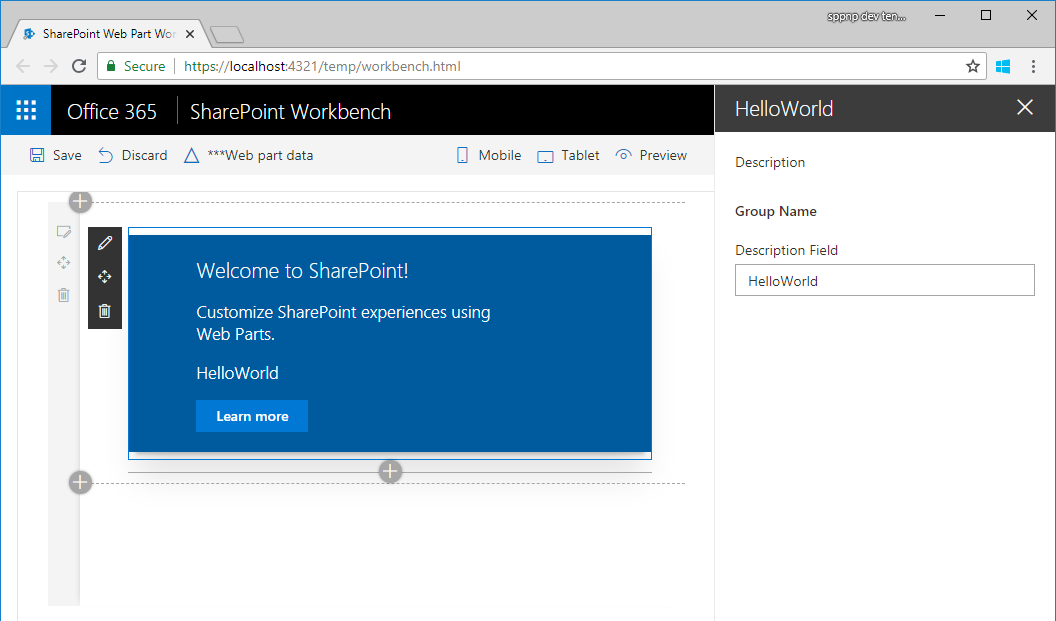 sppnp dev ten...
SharePoint Web Part Wor
Secure https://localhost:4321/temp/workbench.html
Office 365 SharePoint Workbench
Save Discard ***Web part data Mobile Tablet Preview
Welcome to SharePoint!
Customize SharePoint experiences using
Web Parts.
HelloWorld
Learn more
HelloWorld
Description
Group Name
Description Field
HelloWorld